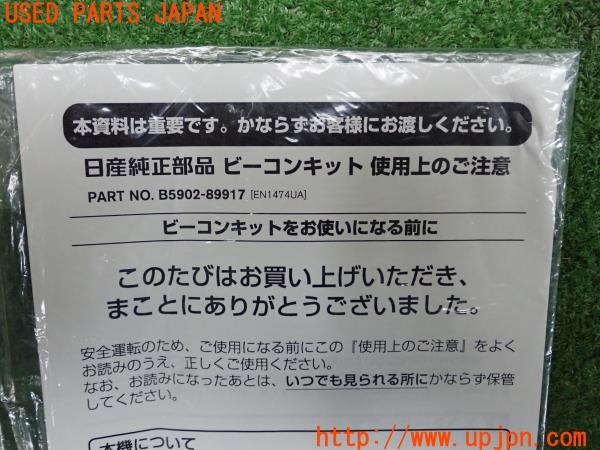 USED PARTS JAPAN
本資料は重要です。かならずお客様にお渡しください。
日産純正部品 ビーコンキット 使用上のご注意
PART NO. B5902-89917 [EN1474UA]
ビーコンキットをお使いになる前に
このたびはお買い上げいただき、
まことにありがとうございました。
安全運転のため、ご使用になる前にこの『使用上のご注意』をよく
お読みのうえ、正しくご使用ください。
なお、お読みになったあとは、いつでも見られる所にかならず保管
してください。
本機について
http://www.upjpn.com